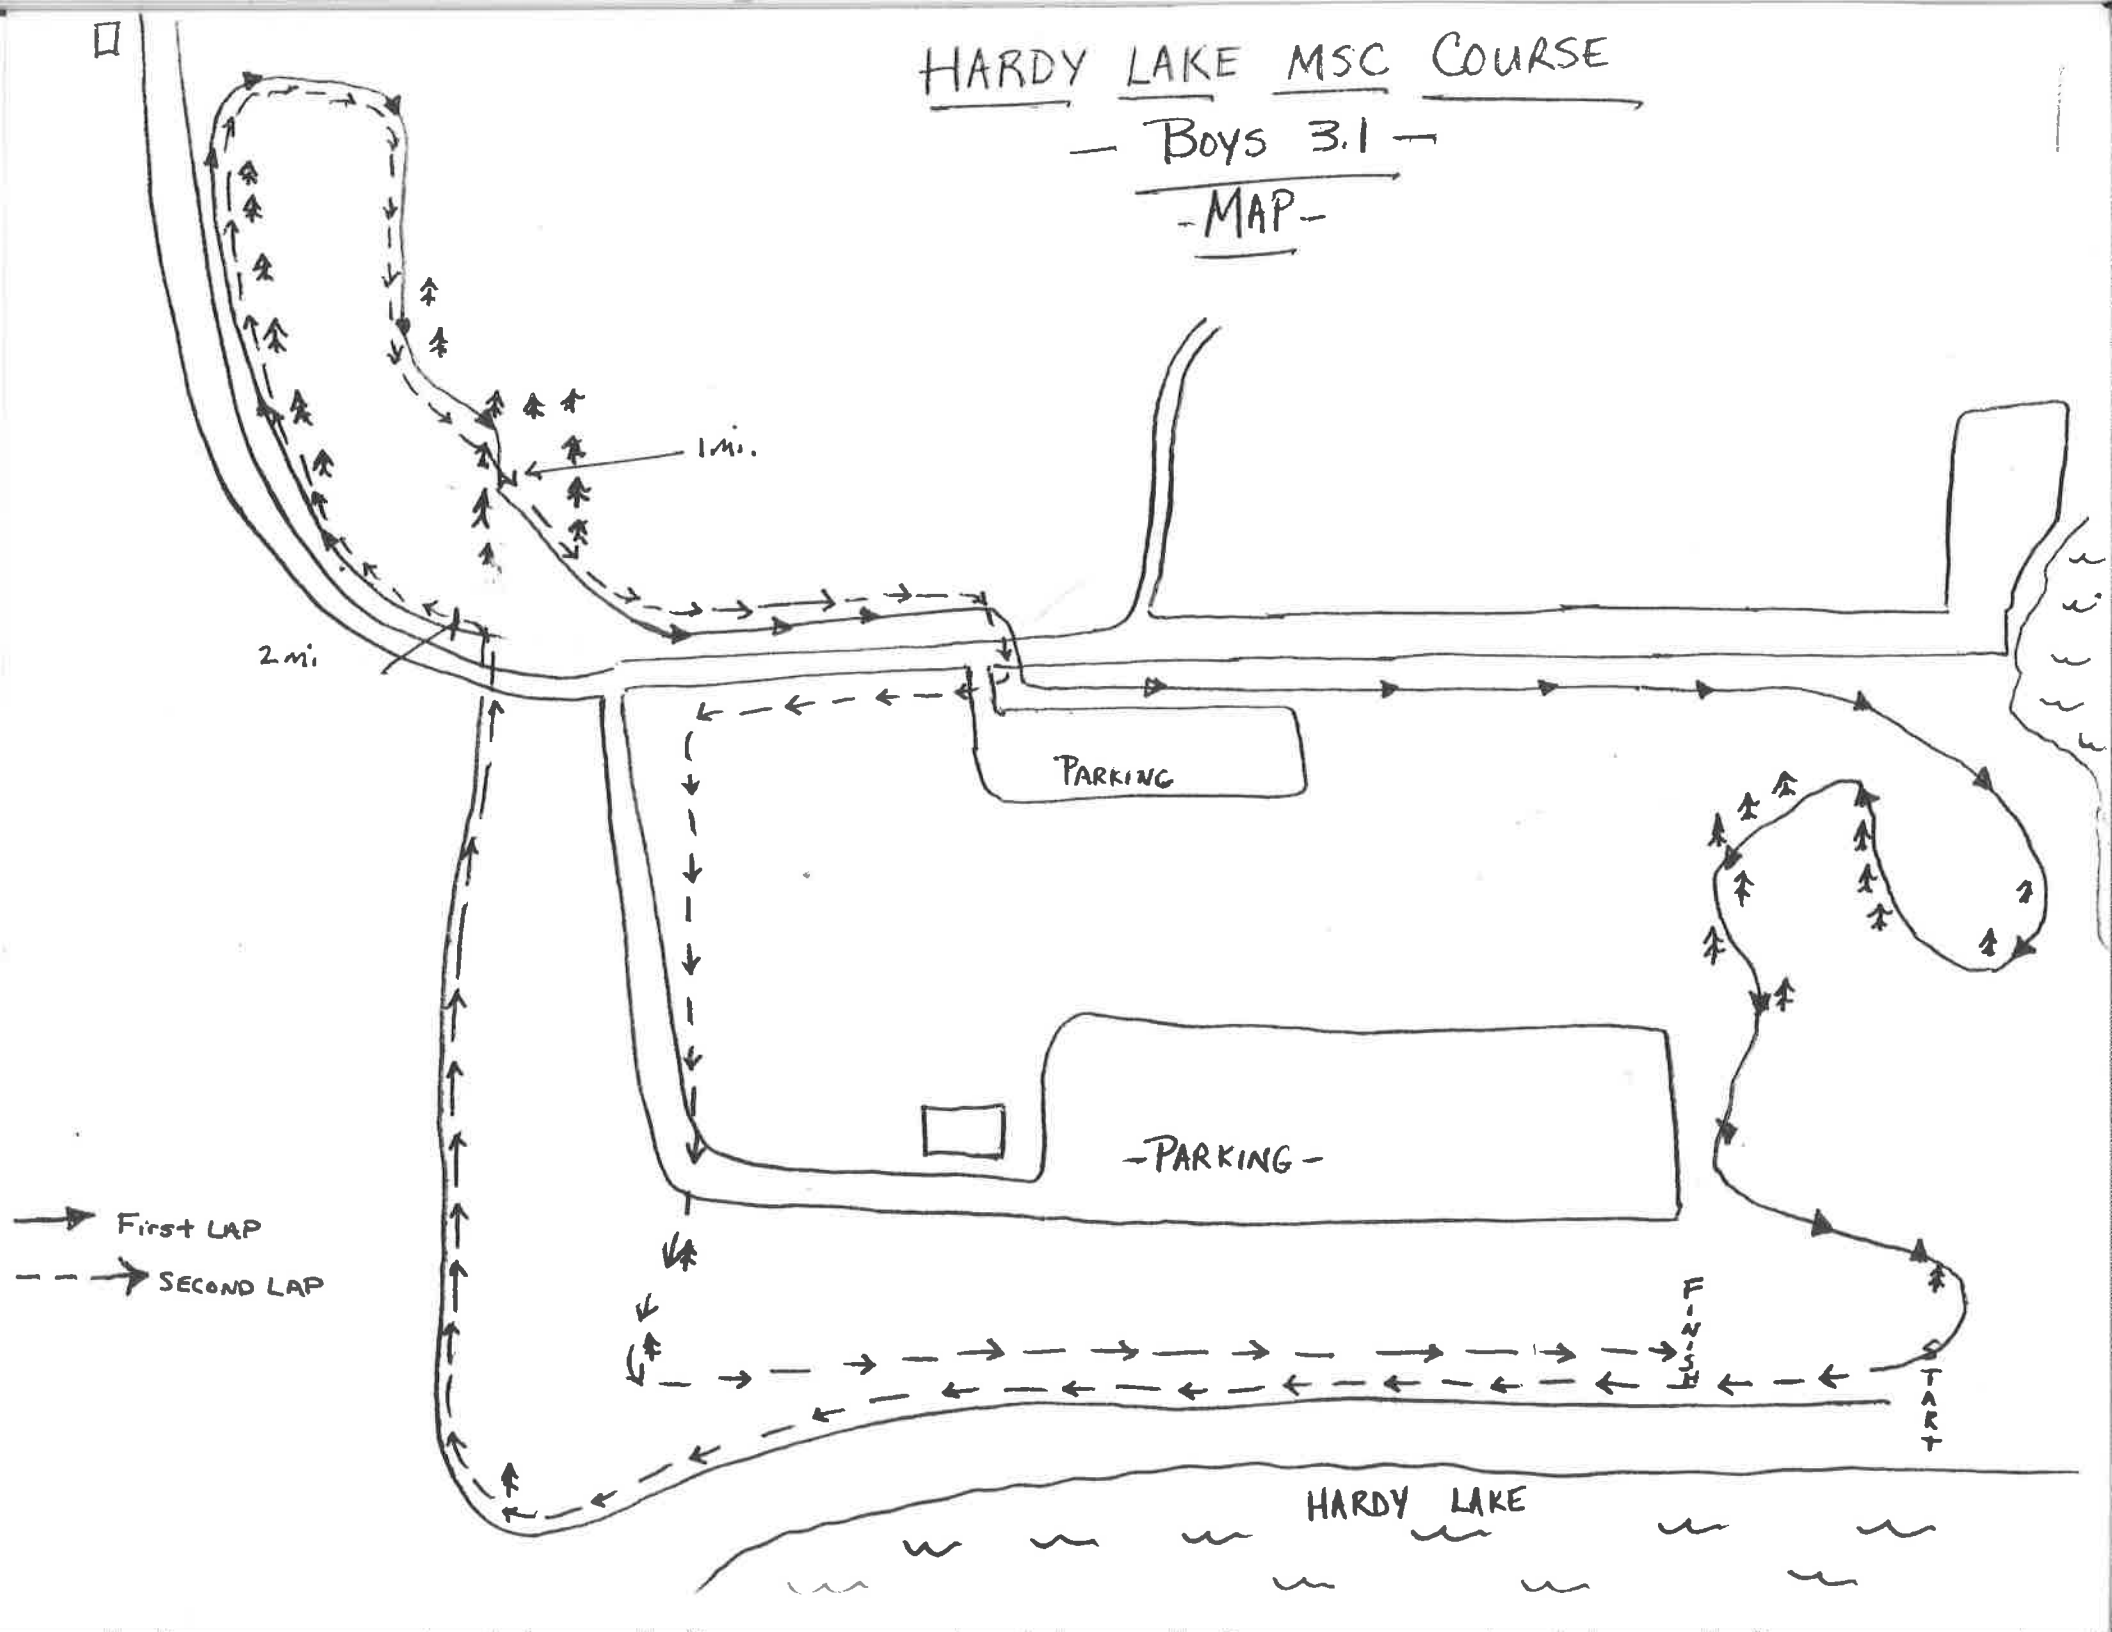 HARDY LAKE MSC COURSE
- Boys 3.1 -
- MAP -
1 mi.
2 mi
PARKING
- PARKING -
First LAP
SECOND LAP
FINISH
START
HARDY LAKE